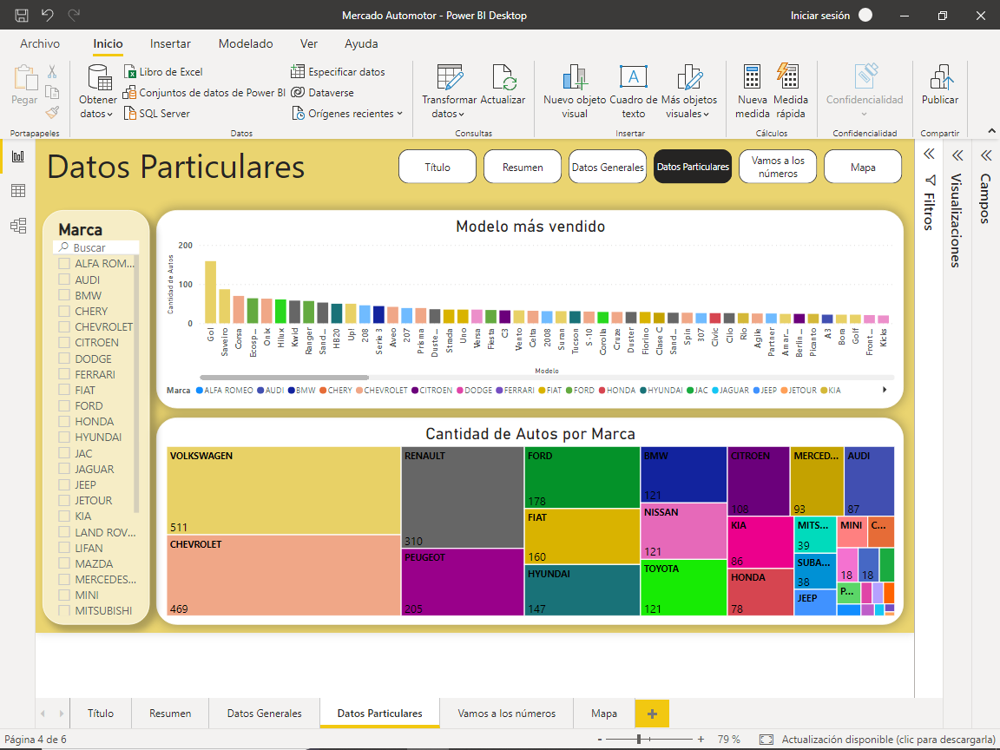 Mercado Automotor - Power BI Desktop
Iniciar sesión
Archivo
Inicio
Insertar
Modelado
Ver
Ayuda
Pegar
Portapapeles
Obtener datos
Libro de Excel
Conjuntos de datos de Power BI
SQL Server
Especificar datos
Dataverse
Orígenes recientes
Datos
Transformar datos
Actualizar
Consultas
Nuevo objeto visual
Cuadro de texto
Más objetos visuales
Insertar
Nueva medida
Medida rápida
Cálculos
Confidencialidad
Confidencialidad
Publicar
Compartir
Datos Particulares
Título
Resumen
Datos Generales
Datos Particulares
Vamos a los números
Mapa
Filtros
Visualizaciones
Campos
Marca
Buscar
ALFA ROM...
AUDI
BMW
CHERY
CHEVROLET
CITROEN
DODGE
FERRARI
FIAT
FORD
HONDA
HYUNDAI
JAC
JAGUAR
JEEP
JETOUR
KIA
LAND ROV...
LIFAN
MAZDA
MERCEDES...
MINI
MITSUBISHI
Modelo más vendido
Cantidad de Autos
200
100
0
Gol
Saveiro
Corsa
Ecosp...
Onix
Hilux
Kwid
Ranger
Sand...
HB20
Up!
208
Serie 3
Aveo
207
Prisma
Duste...
Strada
Uno
Versa
Fiesta
C3
Vento
Celta
2008
Suran
Tucson
S-10
Corolla
Cruze
Duster
Fiorino
Clase C
Sand...
Spin
307
Civic
Clio
Rio
Agile
Partner
Amar...
Berlin...
Picanto
A3
Bora
Golf
Front...
Kicks
Modelo
Marca
ALFA ROMEO
AUDI
BMW
CHERY
CHEVROLET
CITROEN
DODGE
FERRARI
FIAT
FORD
HONDA
HYUNDAI
JAC
JAGUAR
JEEP
JETOUR
KIA
Cantidad de Autos por Marca
VOLKSWAGEN
511
CHEVROLET
469
RENAULT
310
PEUGEOT
205
FORD
178
FIAT
160
HYUNDAI
147
BMW
121
NISSAN
121
TOYOTA
121
CITROEN
108
KIA
86
HONDA
78
MERCED...
93
AUDI
87
MITS...
39
SUBA...
38
JEEP
MINI
C...
18
18
P...
Título
Resumen
Datos Generales
Datos Particulares
Vamos a los números
Mapa
Página 4 de 6
- + 79 %
Actualización disponible (clic para descargarla)